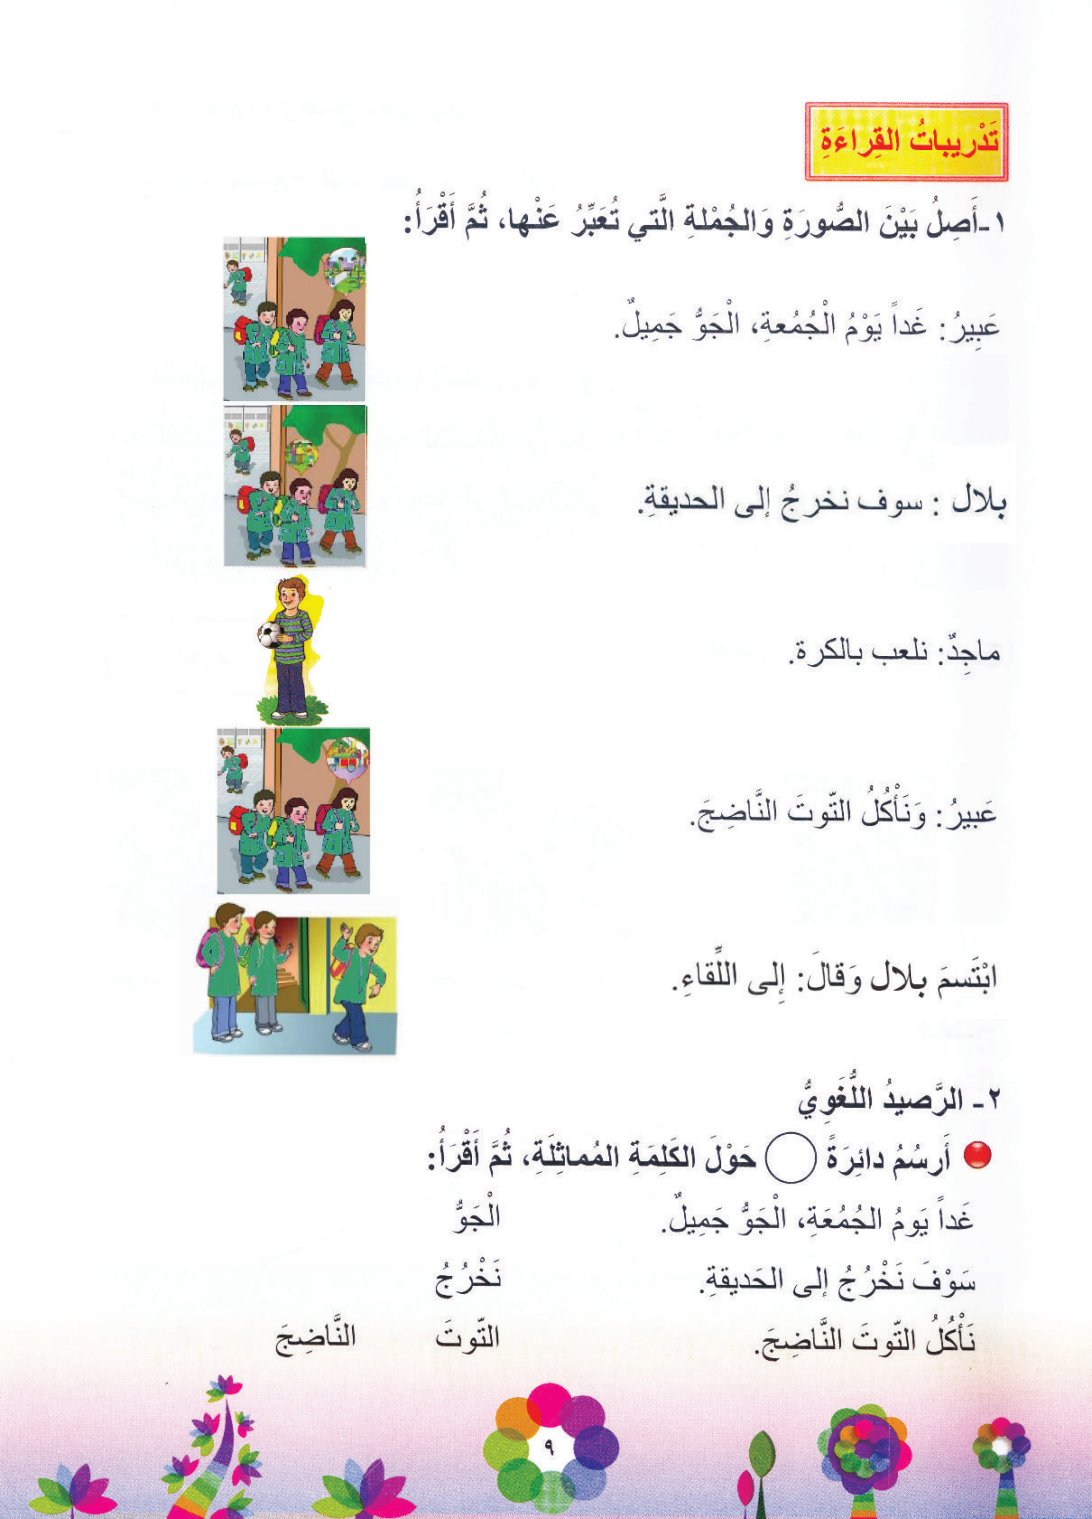 تَدْريباتُ القِراءَةِ
١-أَصِلُ بَيْنَ الصُّورَةِ وَالجُمْلةِ الَّتي تُعَبِّرُ عَنْها، ثُمَّ أَقْرَأُ:
عَبِيرُ: غَداً يَوْمُ الْجُمُعةِ، الْجَوُّ جَمِيلٌ.
بلال : سوف نخرجُ إلى الحديقةِ.
ماجِدٌ: نلعب بالكرة.
عَبيرُ: وَنَأْكُلُ التّوتَ النَّاضِجَ.
ابْتَسمَ بلال وَقالَ: إِلى اللِّقاءِ.
٢- الرَّصيدُ اللُّغَوِيُّ
أَرسُمُ دائِرَةً حَوْلَ الكَلِمَةِ المُماثِلَةِ، ثُمَّ أَقْرَأُ:
غَداً يَومُ الجُمُعَةِ، الْجَوُّ جَمِيلٌ. الْجَوُّ
سَوْفَ نَخْرُجُ إلى الحَديقةِ. نَخْرُجُ
نَأْكُلُ التّوتَ النَّاضِجَ. التّوتَ النَّاضِجَ
٩